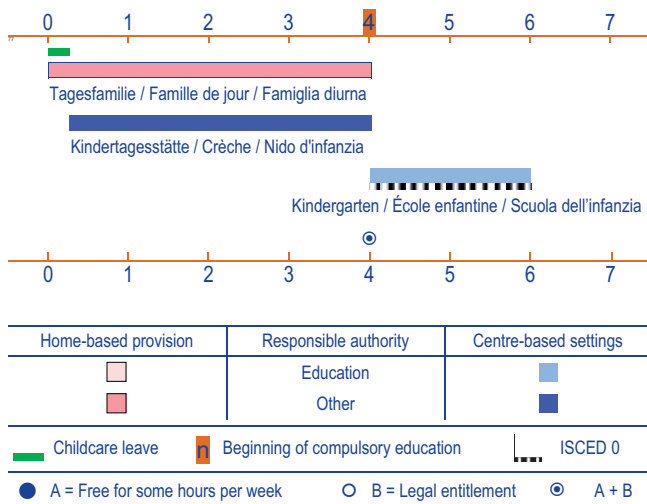 0 1 2 3 4 5 6 7
Tagesfamilie / Famille de jour / Famiglia diurna
Kindertagesstätte / Crèche / Nido d'infanzia
Kindergarten / École enfantine / Scuola dell'infanzia
0 1 2 3 4 5 6 7
Home-based provision Responsible authority Centre-based settings
Education
Other
Childcare leave n Beginning of compulsory education ISCED 0
A = Free for some hours per week B = Legal entitlement A + B